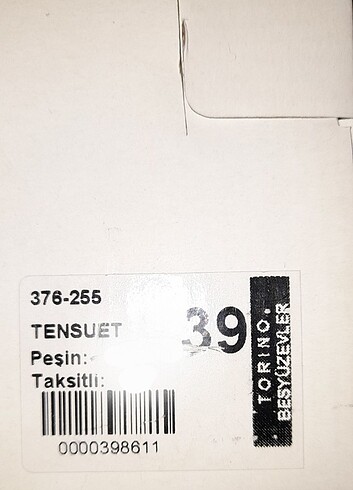 376-255
TENSUET
39
Peşin:
Taksitli:
0000398611
TORINO.
BEŞYÜZEVLER